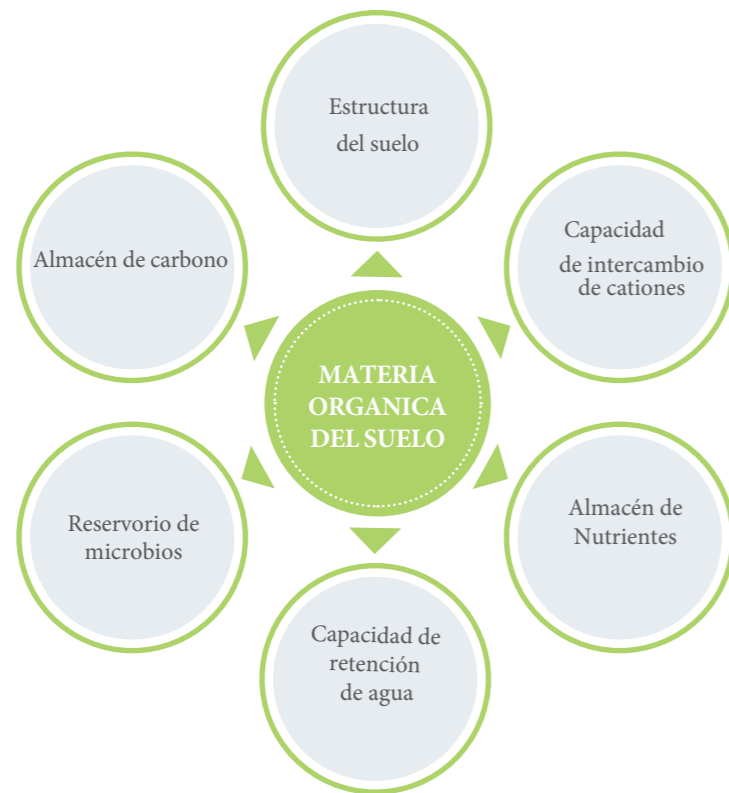 Estructura
del suelo
Almacén de carbono
Capacidad
de intercambio
de cationes
MATERIA
ORGANICA
DEL SUELO
Reservorio de
microbios
Almacén de
Nutrientes
Capacidad de
retención
de agua